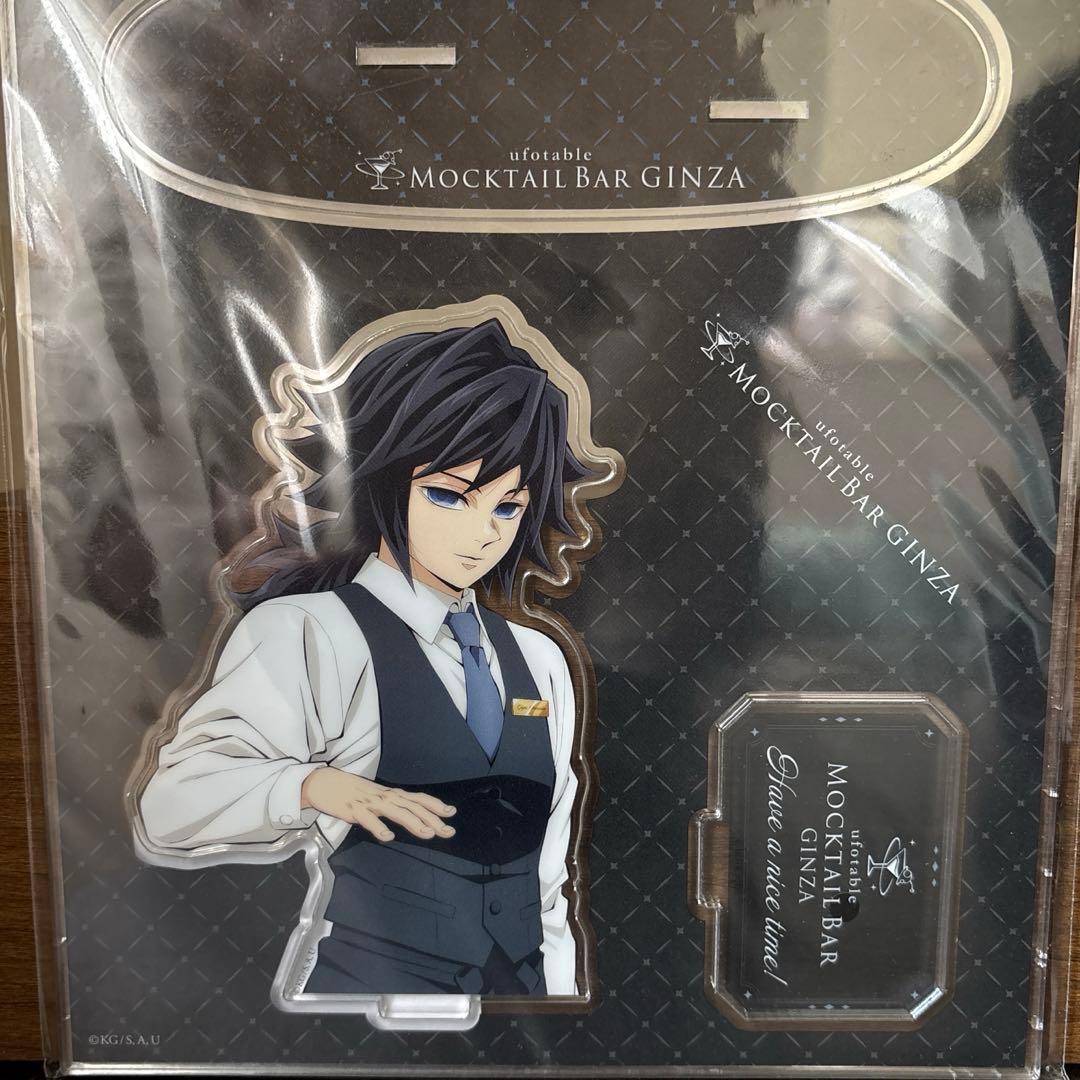 ufotable
MOCKTAIL BAR GINZA
ufotable
MOCKTAIL BAR GINZA
ufotable
MOCKTAIL BAR
GINZA
Have a nice time!
©KG/S,A,U